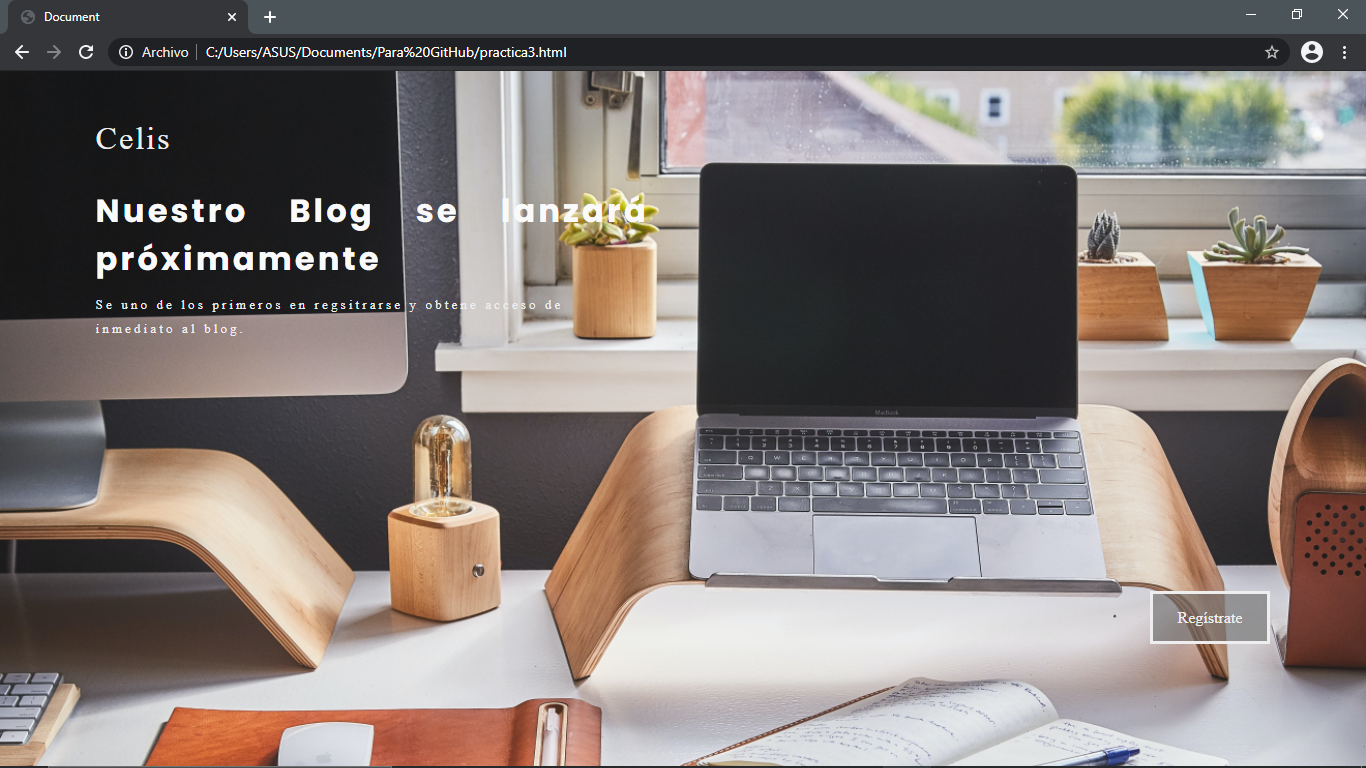 Document
Archivo
C:/Users/ASUS/Documents/Para%20GitHub/practica3.html
Celis
Nuestro Blog se lanzará
próximamente
Se uno de los primeros en regsitrarse y obtene acceso de
inmediato al blog.
MacBook
Regístrate